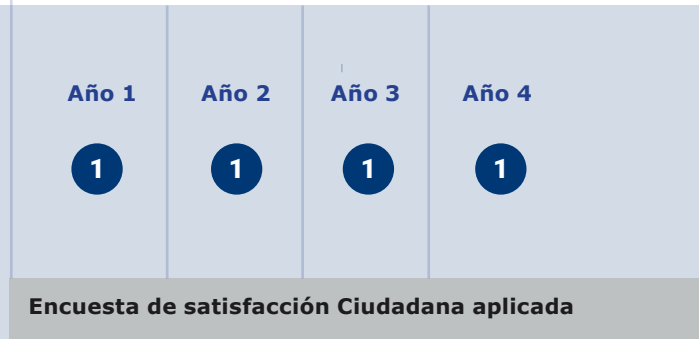 Año 1 Año 2 Año 3 Año 4
1 1 1 1
Encuesta de satisfacción Ciudadana aplicada